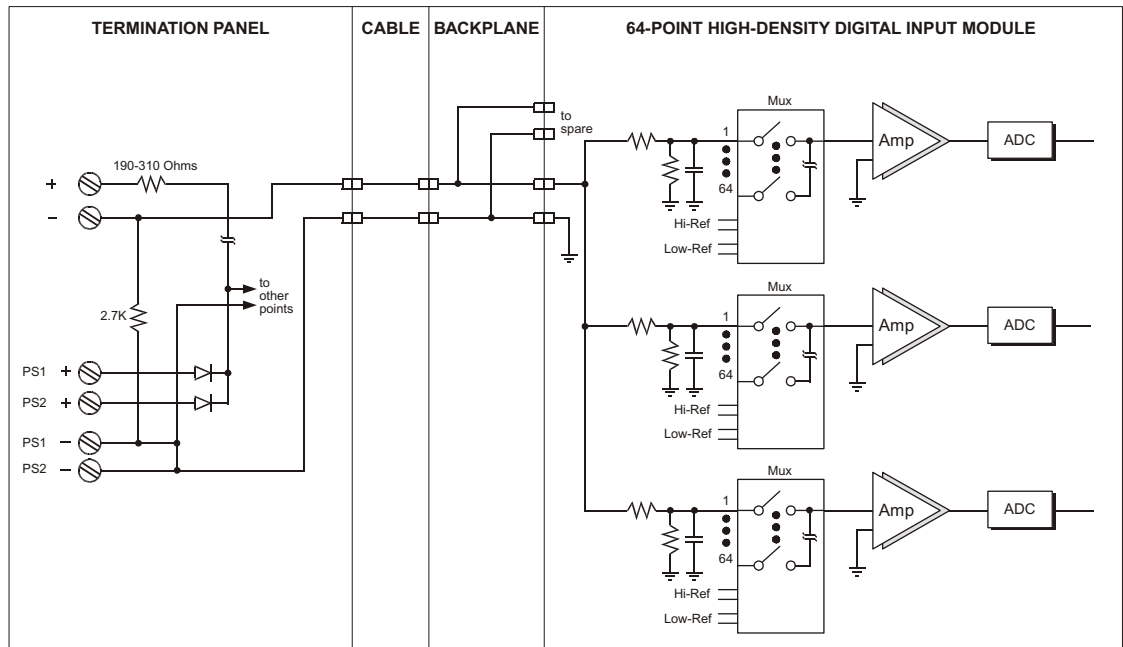 TERMINATION PANEL
CABLE
BACKPLANE
64-POINT HIGH-DENSITY DIGITAL INPUT MODULE
190-310 Ohms
+
−
2.7K
to
other
points
PS1 +
PS2 +
PS1 −
PS2 −
to
spare
Mux
1
64
Hi-Ref
Low-Ref
Amp
ADC
Mux
1
64
Hi-Ref
Low-Ref
Amp
ADC
Mux
1
64
Hi-Ref
Low-Ref
Amp
ADC